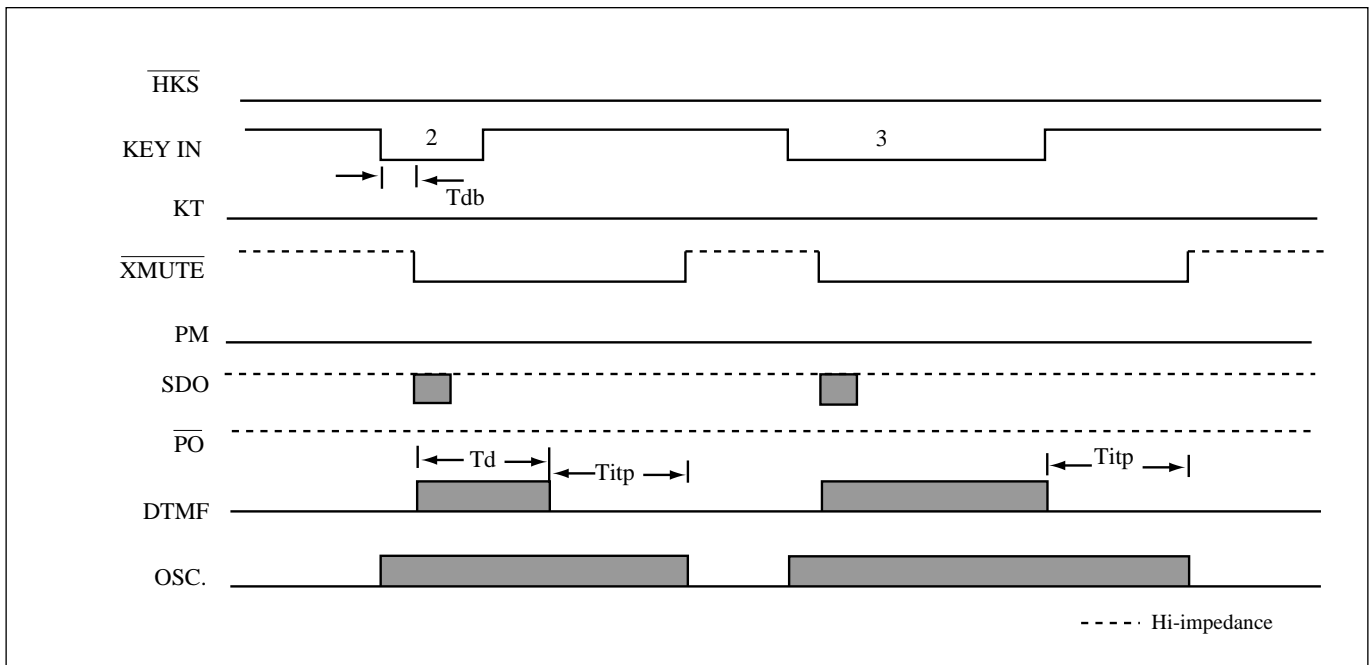 HKS
KEY IN 2 3
Tdb
KT
XMUTE
PM
SDO
PO
Td Titp Titp
DTMF
OSC.
Hi-impedance